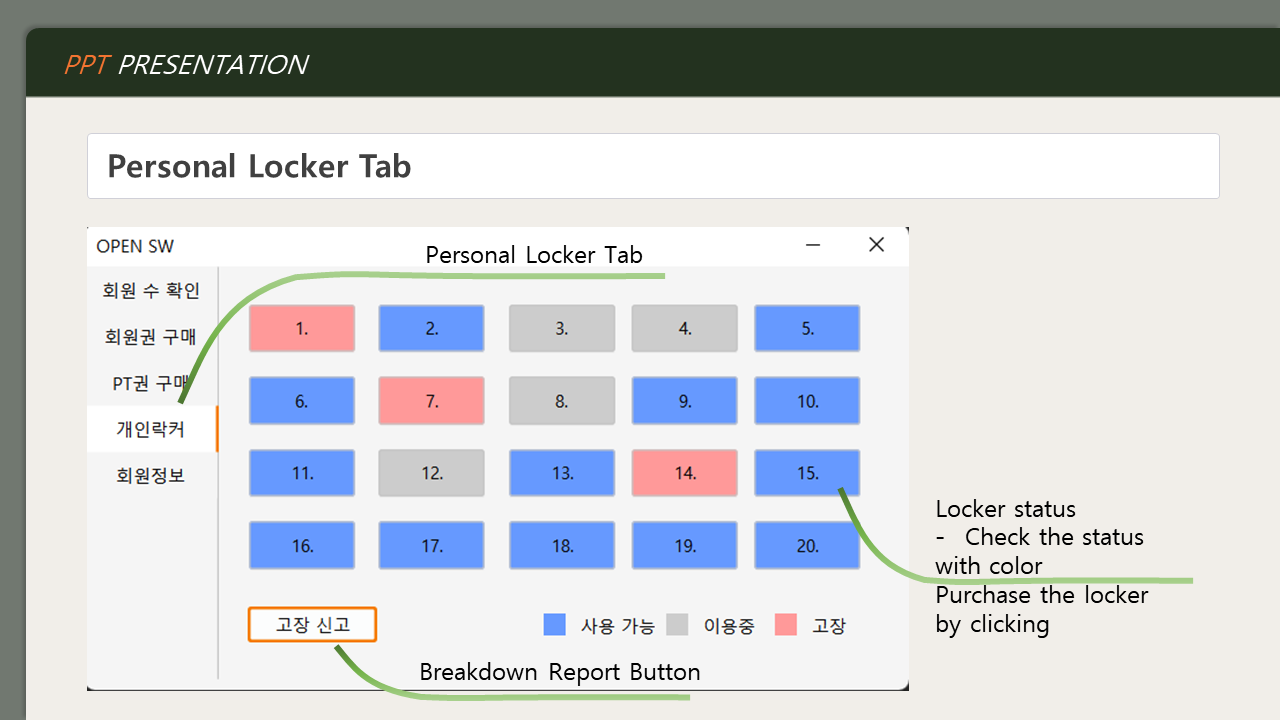 PPT PRESENTATION
Personal Locker Tab
OPEN SW
Personal Locker Tab
회원 수 확인
회원권 구매
PT권 구매
개인락커
회원정보
1. 2. 3. 4. 5.
6. 7. 8. 9. 10.
11. 12. 13. 14. 15.
16. 17. 18. 19. 20.
고장 신고
사용 가능 이용중 고장
Breakdown Report Button
Locker status
- Check the status
with color
Purchase the locker
by clicking